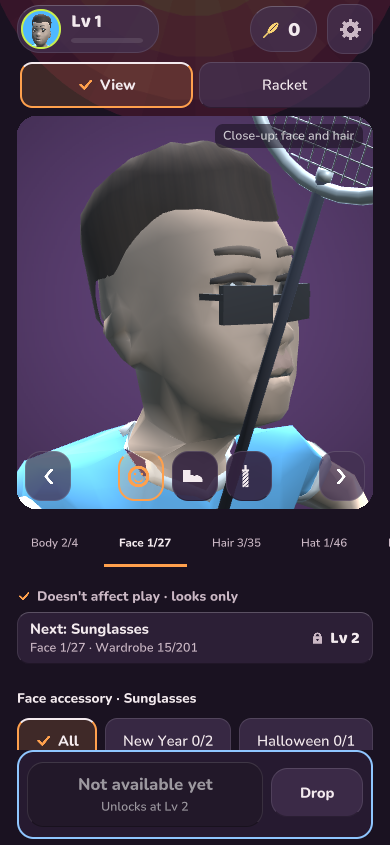 Lv 1
0
View
Racket
Close-up: face and hair
Body 2/4
Face 1/27
Hair 3/35
Hat 1/46
Doesn't affect play · looks only
Next: Sunglasses
Face 1/27 · Wardrobe 15/201
Lv 2
Face accessory · Sunglasses
All
New Year 0/2
Halloween 0/1
Not available yet
Unlocks at Lv 2
Drop